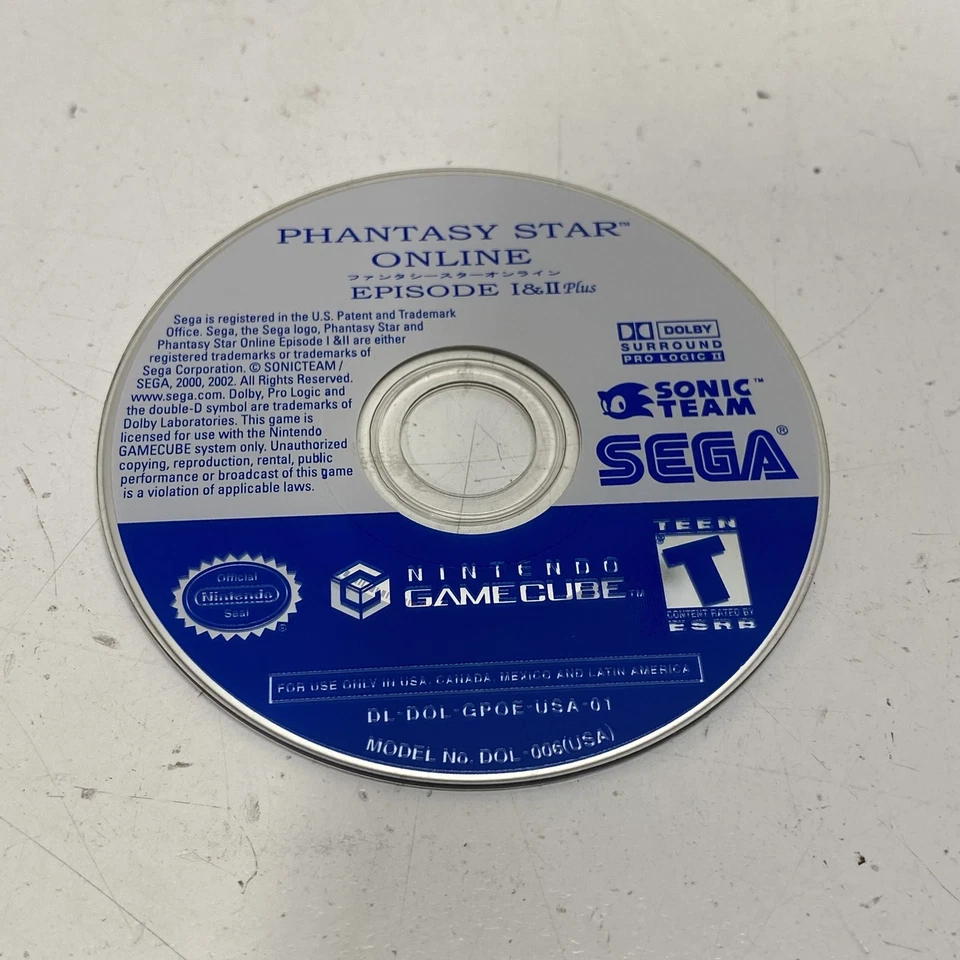 PHANTASY STAR™
ONLINE
ファンタシースターオンライン
EPISODE I&II Plus
Sega is registered in the U.S. Patent and Trademark
Office. Sega, the Sega logo, Phantasy Star and
Phantasy Star Online Episode I &II are either
registered trademarks or trademarks of
Sega Corporation. © SONICTEAM /
SEGA, 2000, 2002. All Rights Reserved.
www.sega.com. Dolby, Pro Logic and
the double-D symbol are trademarks of
Dolby Laboratories. This game is
licensed for use with the Nintendo
GAMECUBE system only. Unauthorized
copying, reproduction, rental, public
performance or broadcast of this game
is a violation of applicable laws.
DOLBY
SURROUND
PRO LOGIC II
SONIC™
TEAM
SEGA®
Official
Nintendo
Seal
®
NINTENDO
GAMECUBE™
TEEN
T
CONTENT RATED BY
ESRB
FOR USE ONLY IN USA, CANADA, MEXICO AND LATIN AMERICA
DL-DOL-GPOE-USA-01
MODEL No. DOL-006(USA)